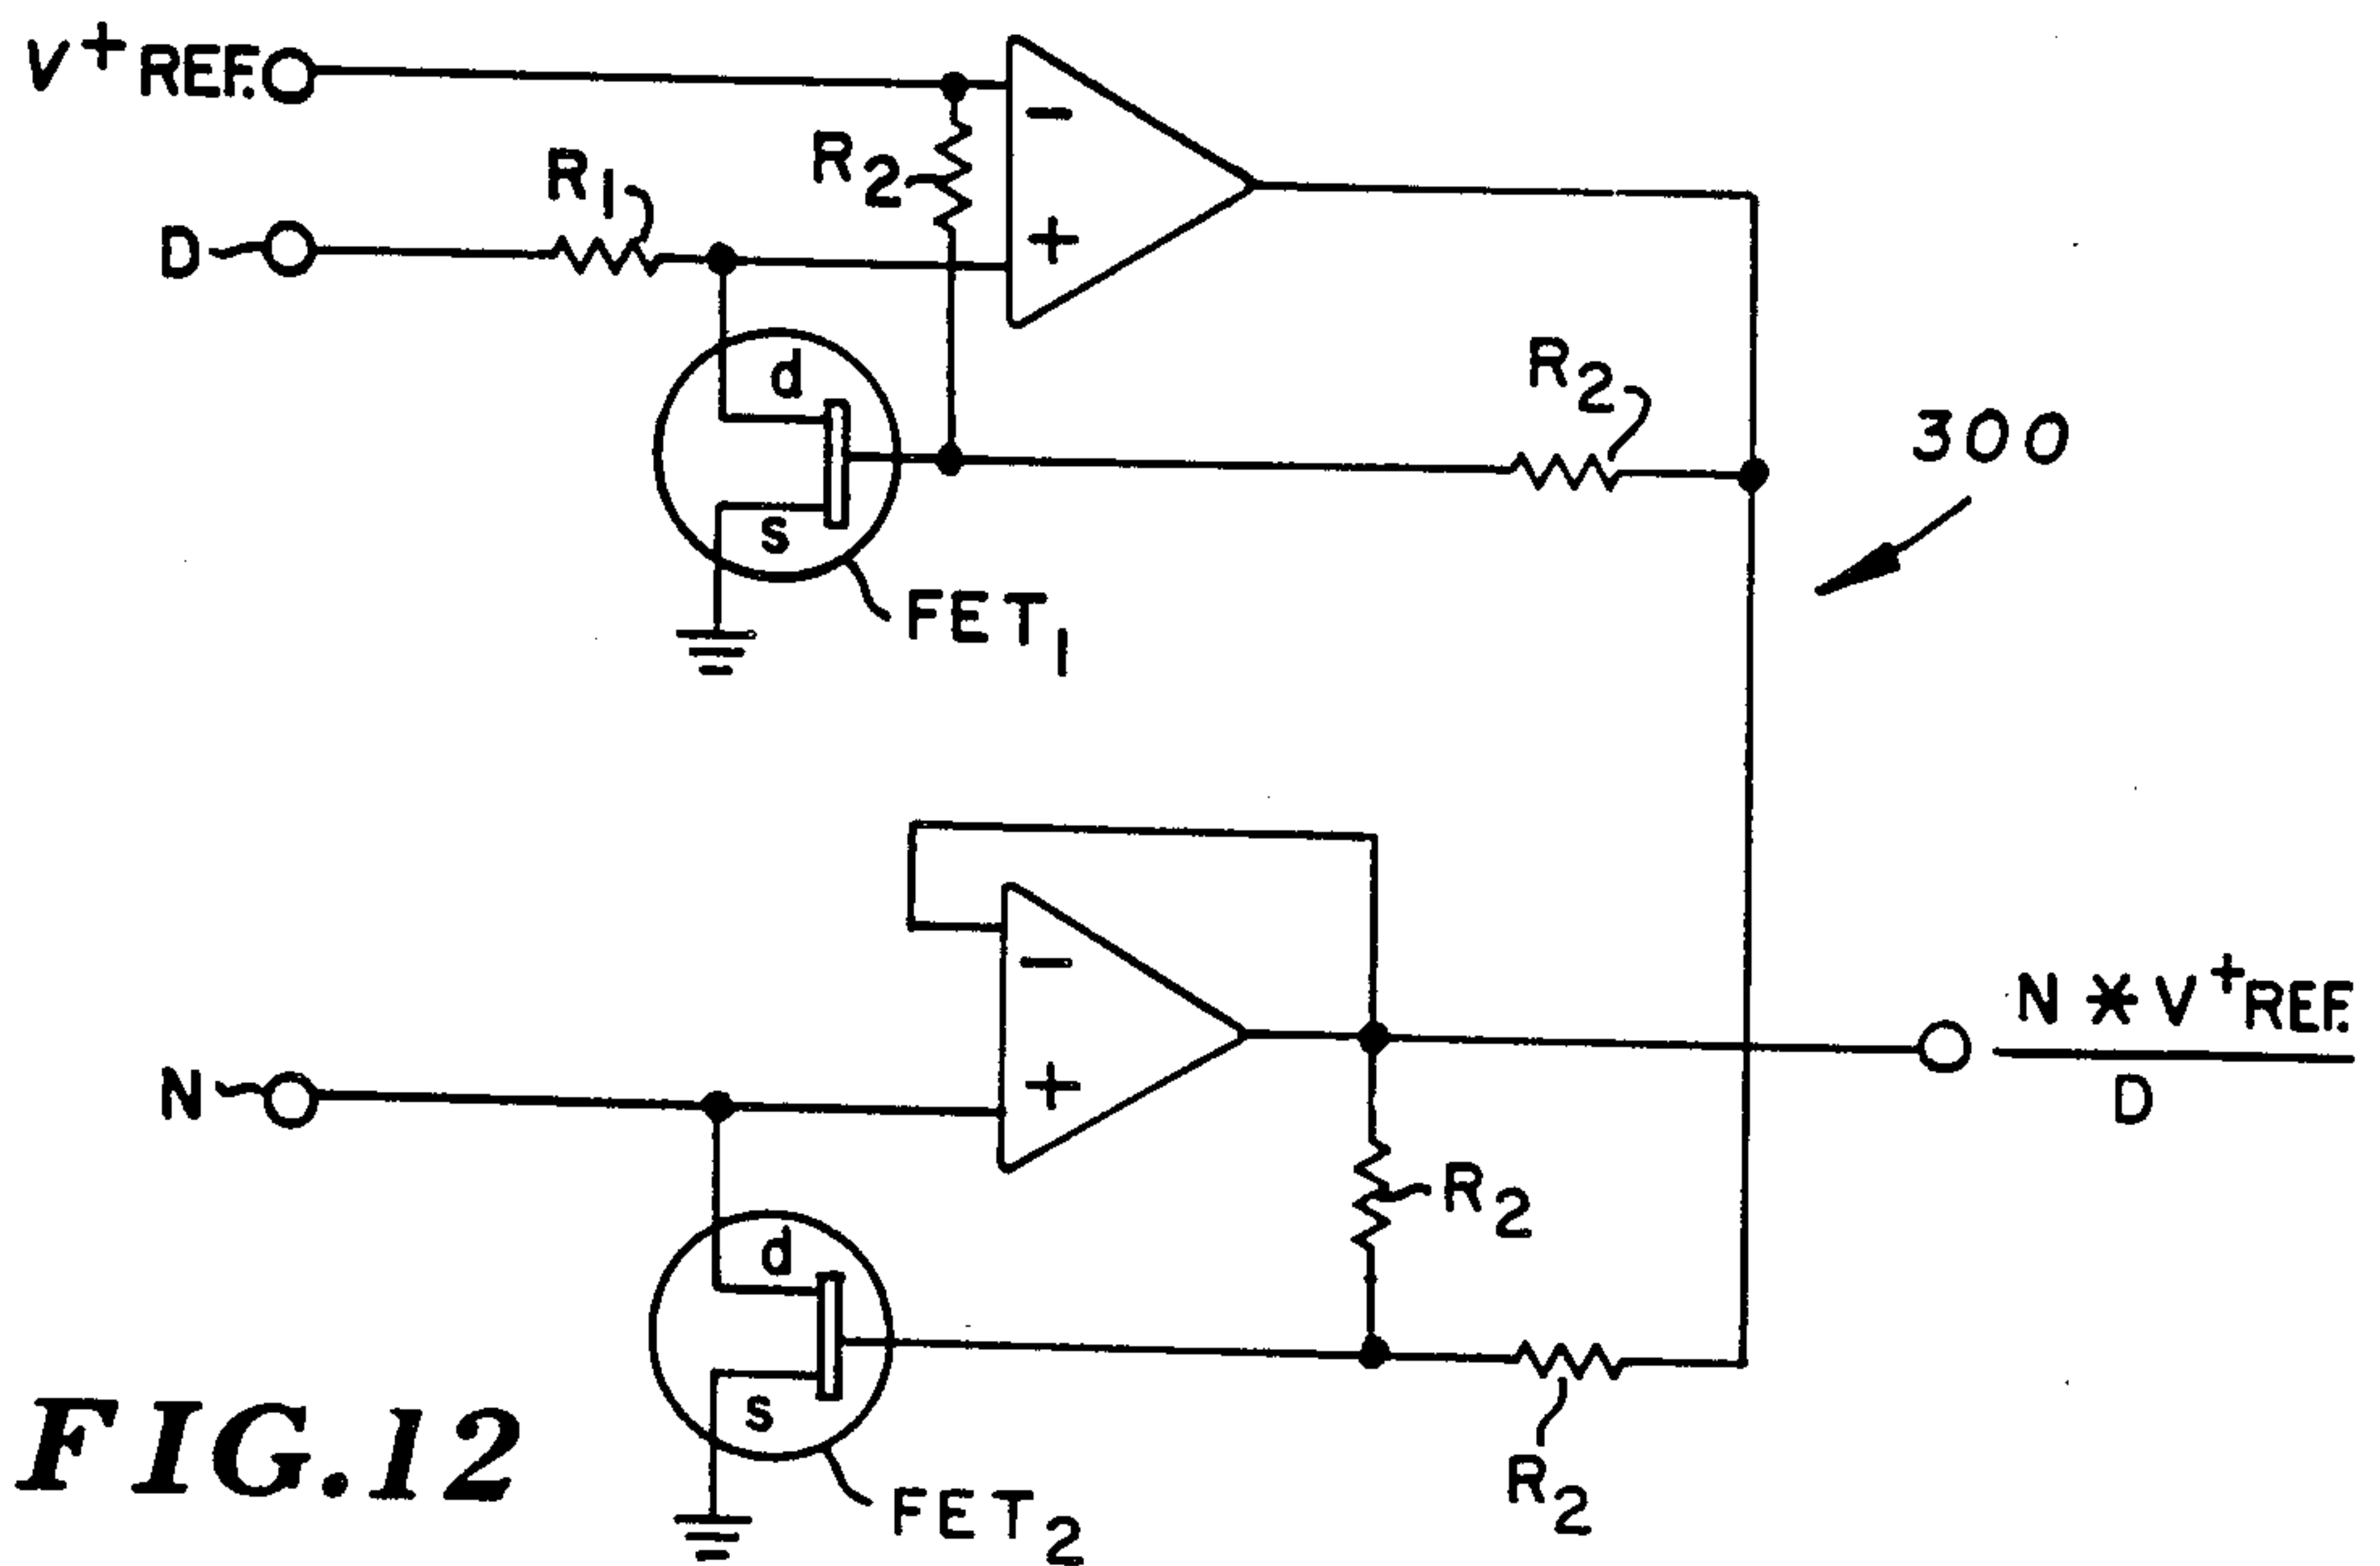 V⁺REF.
R₁
R₂
−
+
D
d
s
R₂
300
FET₁
−
+
N * V⁺REF.
D
N
R₂
d
s
R₂
FET₂
FIG.12